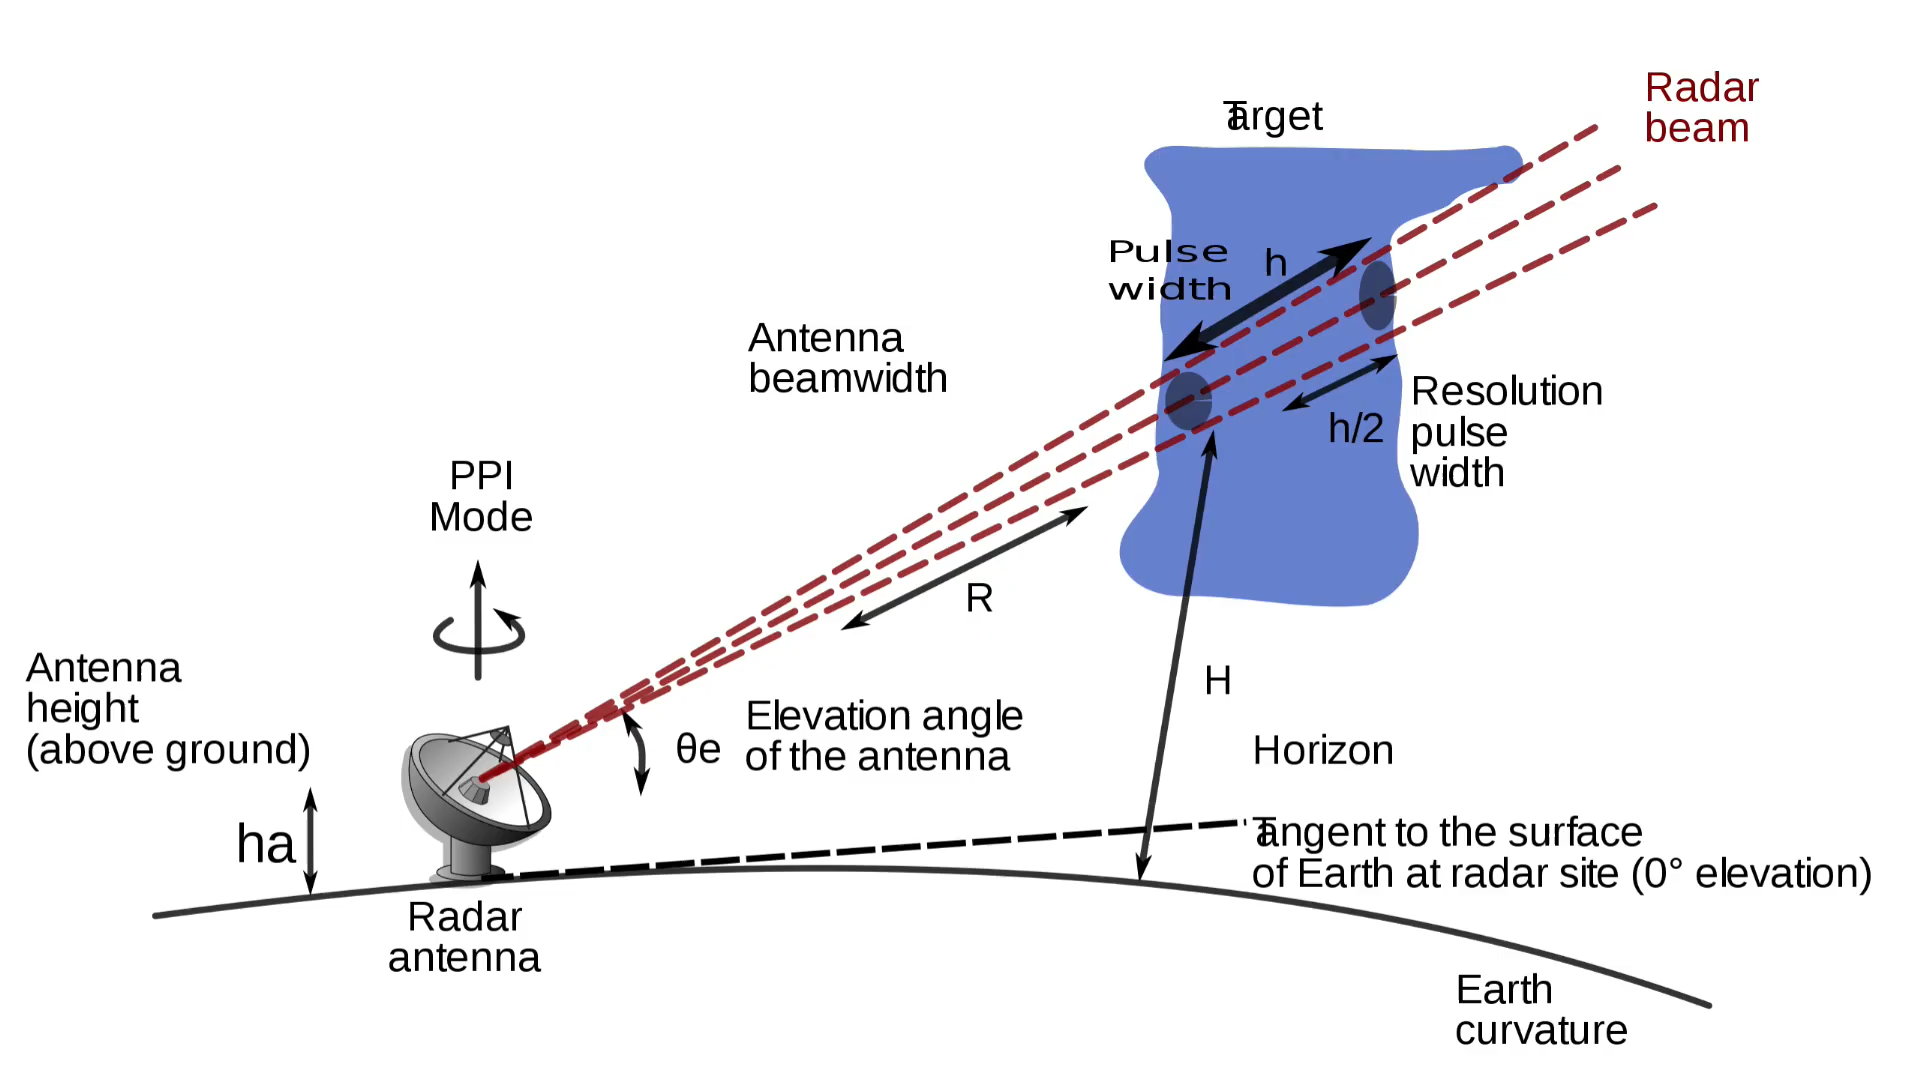 Radar
beam
Target
Pulse
width
h
Antenna
beamwidth
Resolution
pulse
width
h/2
PPI
Mode
R
Antenna
height
(above ground)
H
Elevation angle
of the antenna
θe
Horizon
ha
Tangent to the surface
of Earth at radar site (0° elevation)
Radar
antenna
Earth
curvature